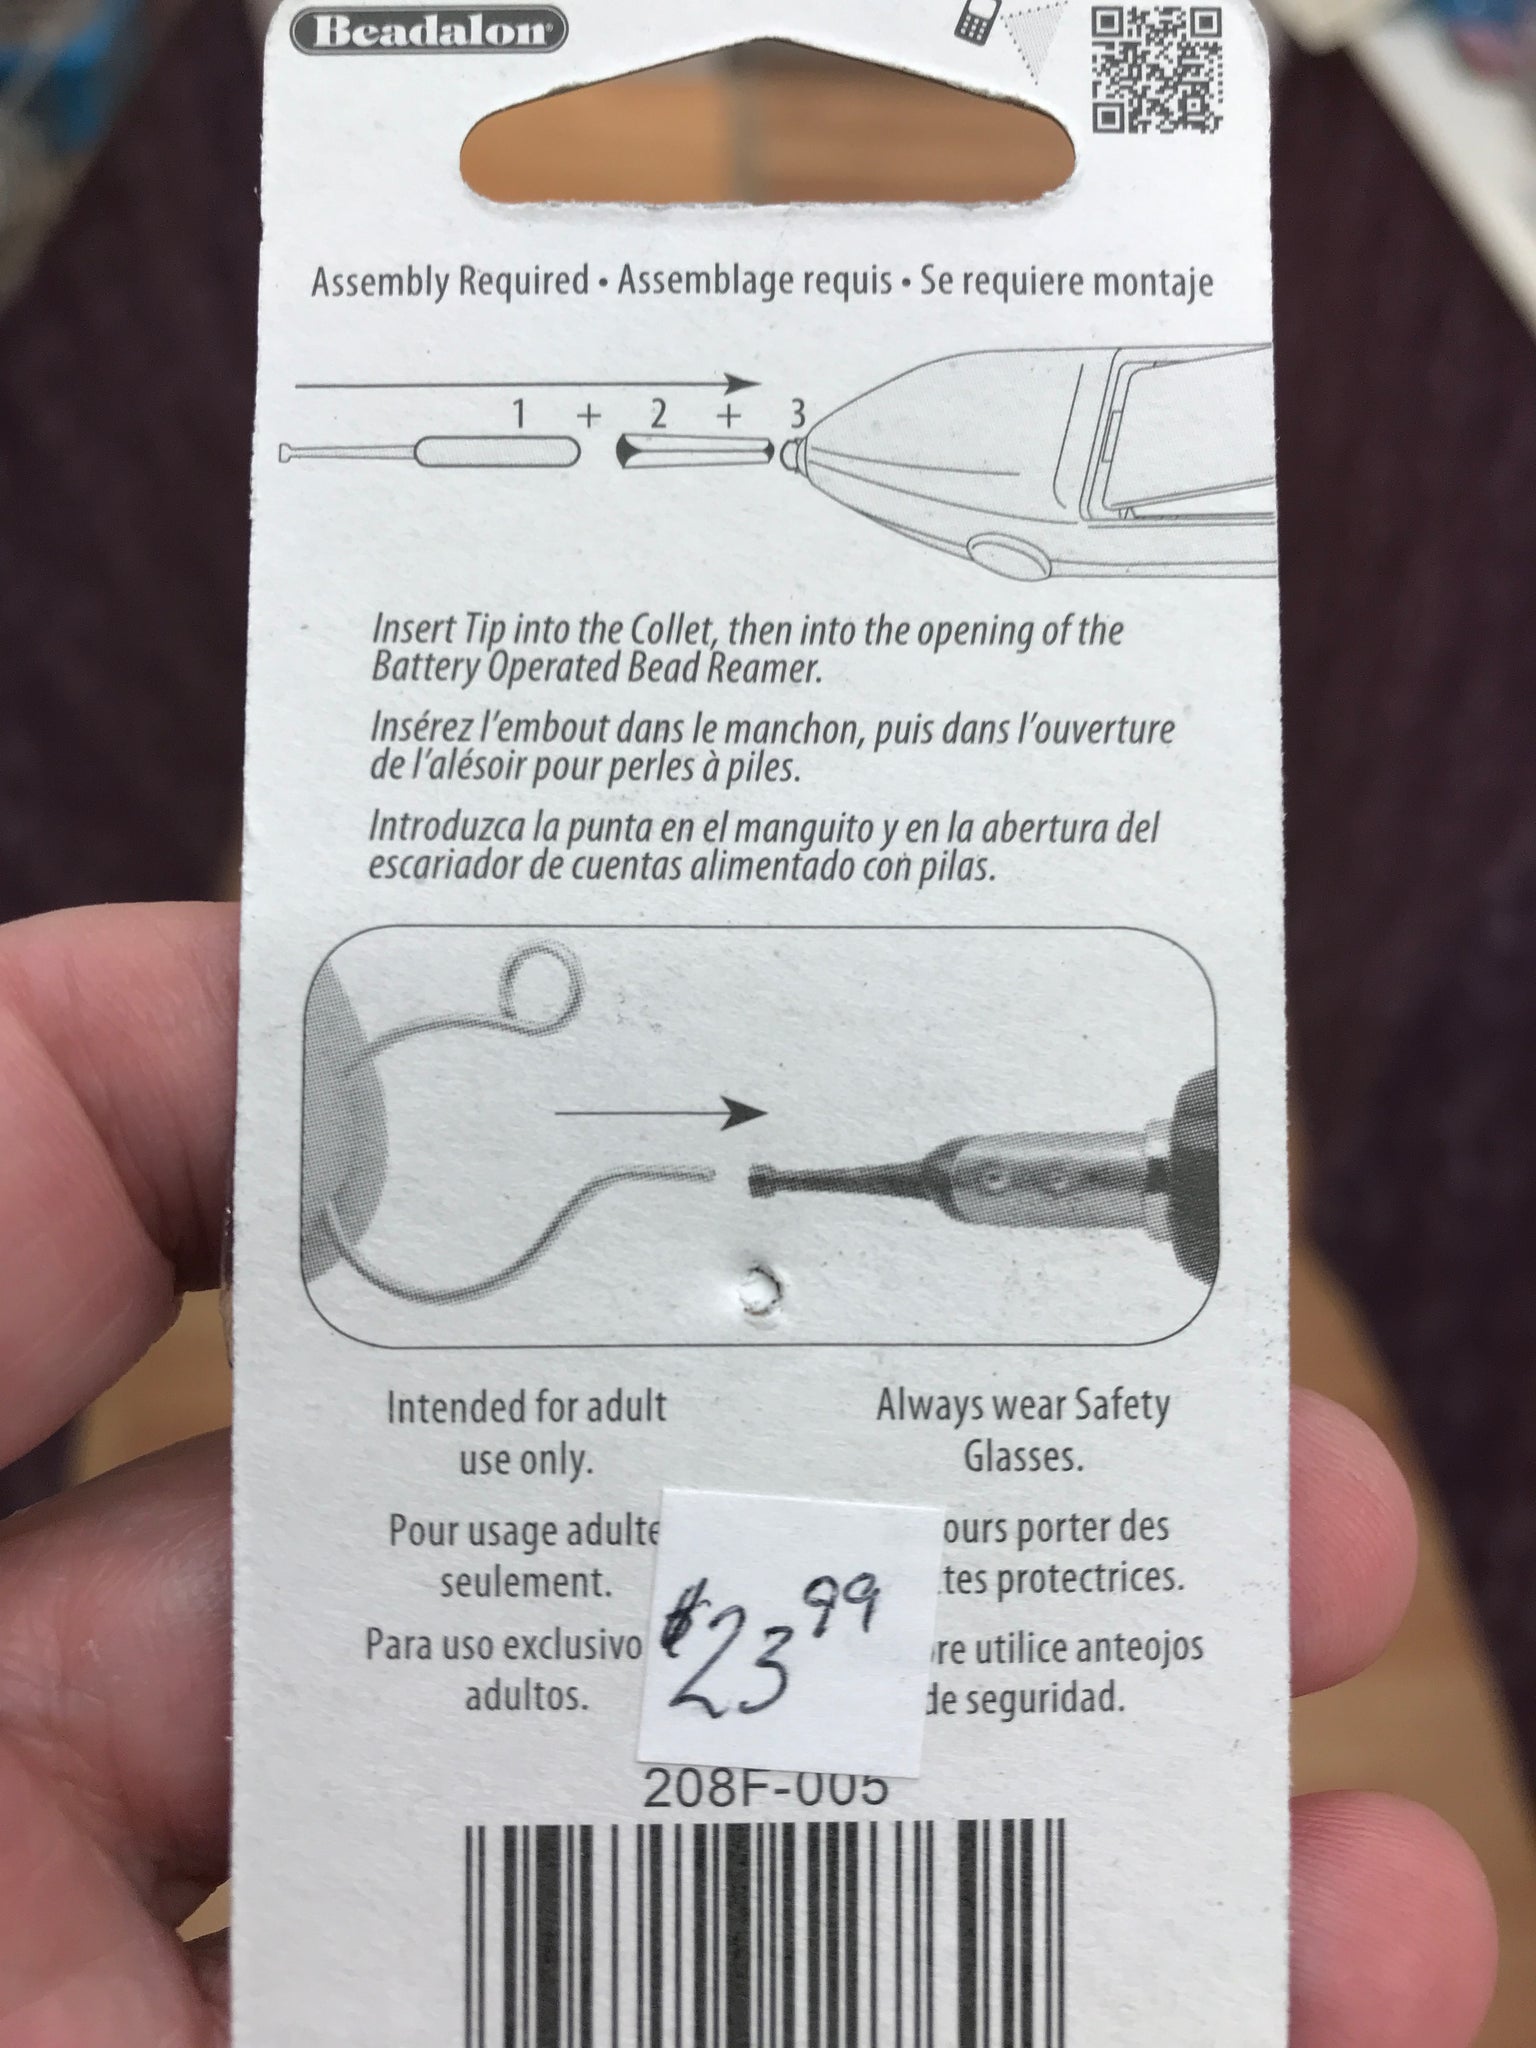 Beadalon®
Assembly Required • Assemblage requis • Se requiere montaje
1 + 2 + 3
Insert Tip into the Collet, then into the opening of the
Battery Operated Bead Reamer.
Insérez l'embout dans le manchon, puis dans l'ouverture
de l'alésoir pour perles à piles.
Introduzca la punta en el manguito y en la abertura del
escariador de cuentas alimentado con pilas.
Intended for adult
use only.
Always wear Safety
Glasses.
Pour usage adulte
seulement.
ours porter des
tes protectrices.
Para uso exclusivo
adultos.
re utilice anteojos
de seguridad.
$23.99
208F-005